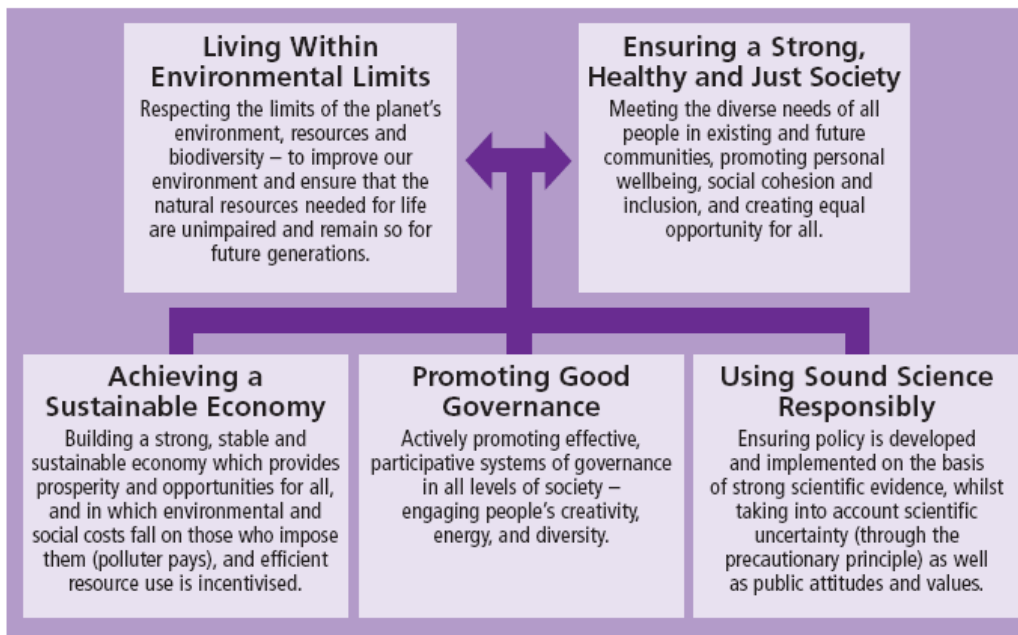 Living Within
Environmental Limits
Respecting the limits of the planet's
environment, resources and
biodiversity – to improve our
environment and ensure that the
natural resources needed for life
are unimpaired and remain so for
future generations.
Ensuring a Strong,
Healthy and Just Society
Meeting the diverse needs of all
people in existing and future
communities, promoting personal
wellbeing, social cohesion and
inclusion, and creating equal
opportunity for all.
Achieving a
Sustainable Economy
Building a strong, stable and
sustainable economy which provides
prosperity and opportunities for all,
and in which environmental and
social costs fall on those who impose
them (polluter pays), and efficient
resource use is incentivised.
Promoting Good
Governance
Actively promoting effective,
participative systems of governance
in all levels of society –
engaging people's creativity,
energy, and diversity.
Using Sound Science
Responsibly
Ensuring policy is developed
and implemented on the basis
of strong scientific evidence, whilst
taking into account scientific
uncertainty (through the
precautionary principle) as well
as public attitudes and values.